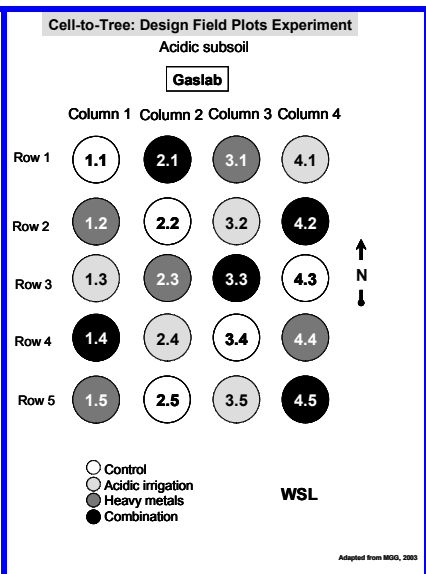 Cell-to-Tree: Design Field Plots Experiment
Acidic subsoil
Gaslab
Column 1 Column 2 Column 3 Column 4
Row 1 1.1 2.1 3.1 4.1
Row 2 1.2 2.2 3.2 4.2
Row 3 1.3 2.3 3.3 4.3
N
Row 4 1.4 2.4 3.4 4.4
Row 5 1.5 2.5 3.5 4.5
Control
Acidic irrigation
Heavy metals
Combination
WSL
Adapted from MGG, 2003